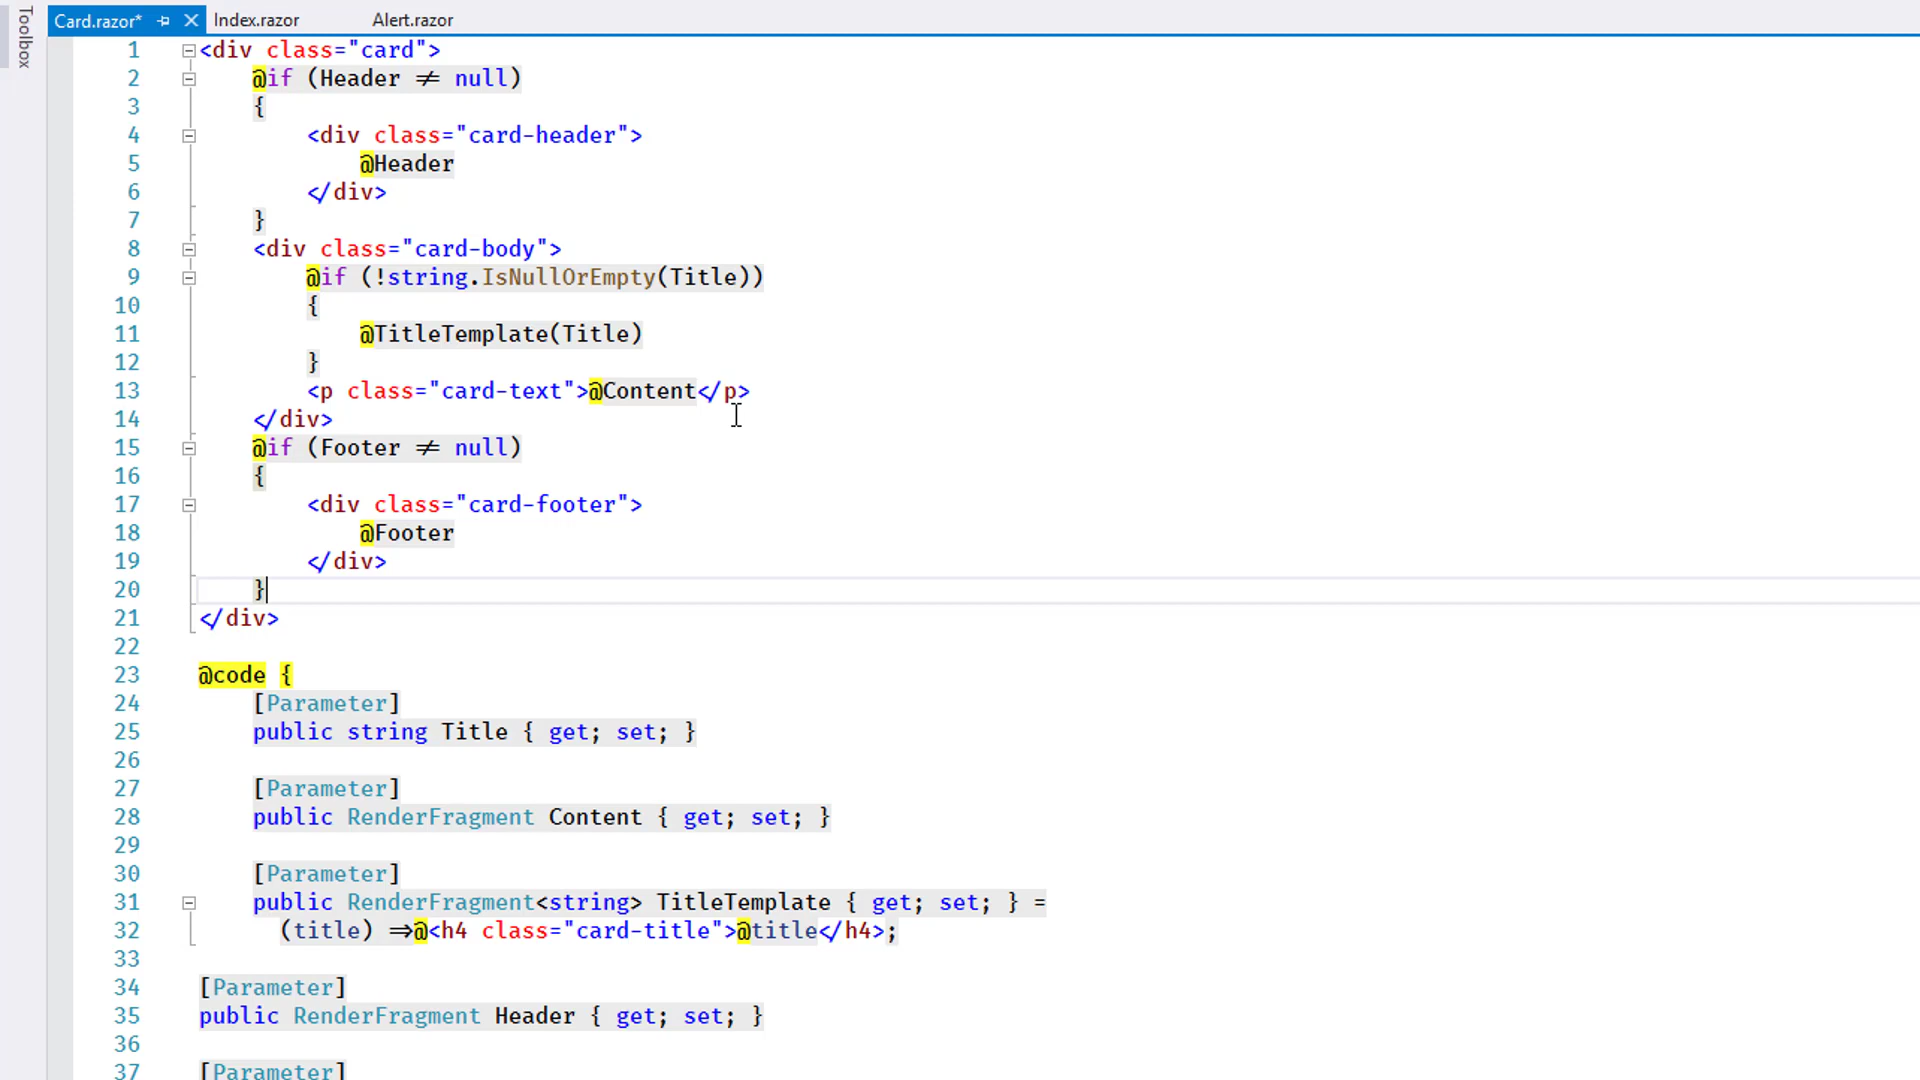 Toolbox
Card.razor* Index.razor Alert.razor
1 <div class="card">
2 @if (Header ≠ null)
3 {
4 <div class="card-header">
5 @Header
6 </div>
7 }
8 <div class="card-body">
9 @if (!string.IsNullOrEmpty(Title))
10 {
11 @TitleTemplate(Title)
12 }
13 <p class="card-text">@Content</p>
14 </div>
15 @if (Footer ≠ null)
16 {
17 <div class="card-footer">
18 @Footer
19 </div>
20 }
21 </div>
22
23 @code {
24 [Parameter]
25 public string Title { get; set; }
26
27 [Parameter]
28 public RenderFragment Content { get; set; }
29
30 [Parameter]
31 public RenderFragment<string> TitleTemplate { get; set; } =
32 (title) ⇒@<h4 class="card-title">@title</h4>;
33
34 [Parameter]
35 public RenderFragment Header { get; set; }
36
37 [Parameter]